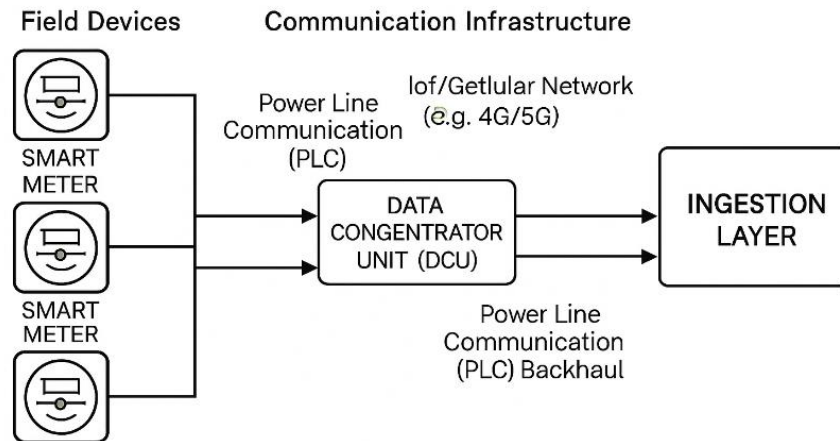 Field Devices
Communication Infrastructure
SMART
METER
SMART
METER
Power Line
Communication
(PLC)
Iof/Getlular Network
(e.g. 4G/5G)
DATA
CONGENTRATOR
UNIT (DCU)
INGESTION
LAYER
Power Line
Communication
(PLC) Backhaul